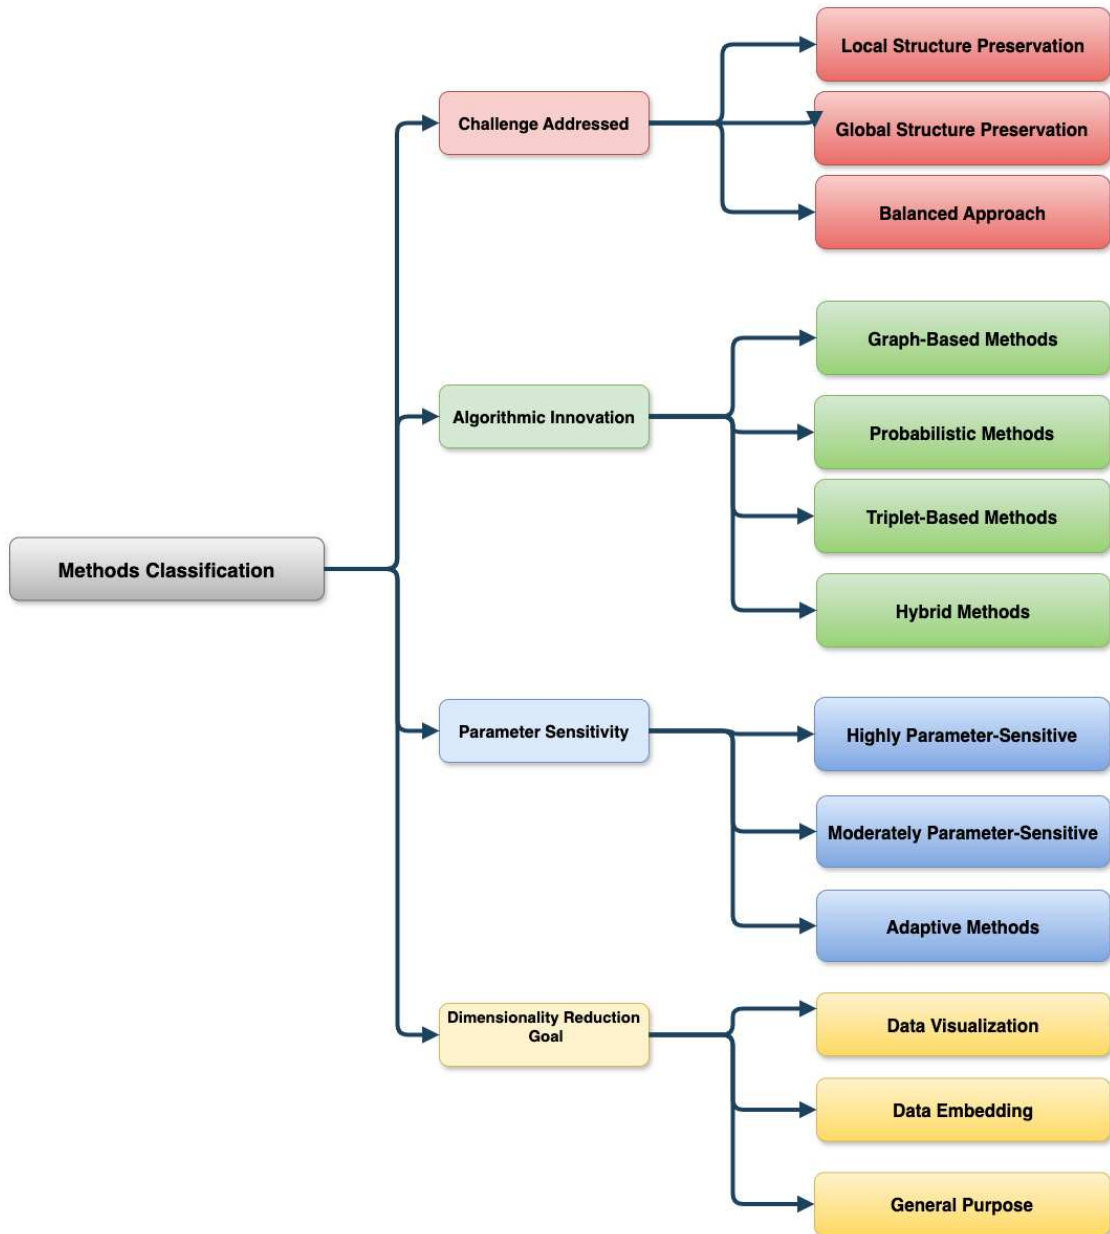 Local Structure Preservation
Challenge Addressed
Global Structure Preservation
Balanced Approach
Graph-Based Methods
Algorithmic Innovation
Probabilistic Methods
Triplet-Based Methods
Methods Classification
Hybrid Methods
Parameter Sensitivity
Highly Parameter-Sensitive
Moderately Parameter-Sensitive
Adaptive Methods
Dimensionality Reduction
Goal
Data Visualization
Data Embedding
General Purpose